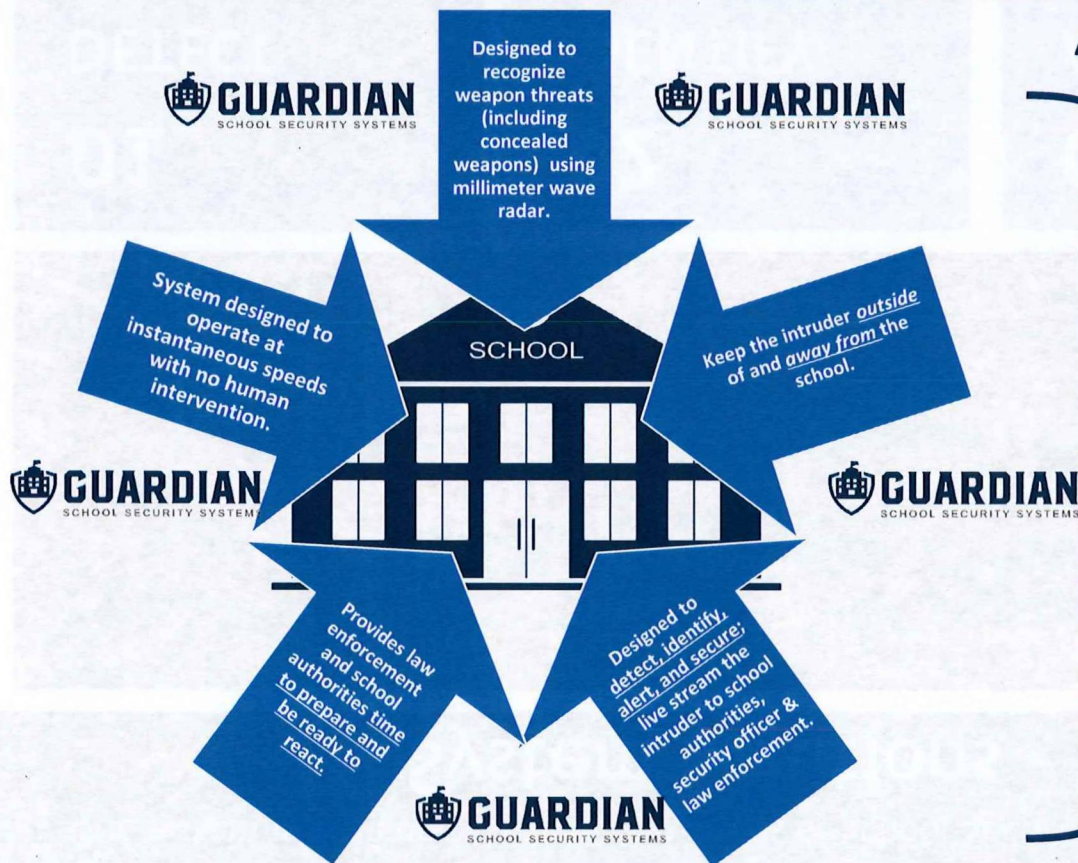 GUARDIAN
SCHOOL SECURITY SYSTEMS
Designed to
recognize
weapon threats
(including
concealed
weapons) using
millimeter wave
radar.
GUARDIAN
SCHOOL SECURITY SYSTEMS
System designed to
operate at
instantaneous speeds
with no human
intervention.
SCHOOL
Keep the intruder outside
of and away from the
school.
GUARDIAN
SCHOOL SECURITY SYSTEMS
GUARDIAN
SCHOOL SECURITY SYSTEMS
Provides law
enforcement
and school
authorities time
to prepare and
be ready to
react.
Designed to
detect, identify,
alert, and secure;
live stream the
intruder to school
authorities,
security officer &
law enforcement.
GUARDIAN
SCHOOL SECURITY SYSTEMS